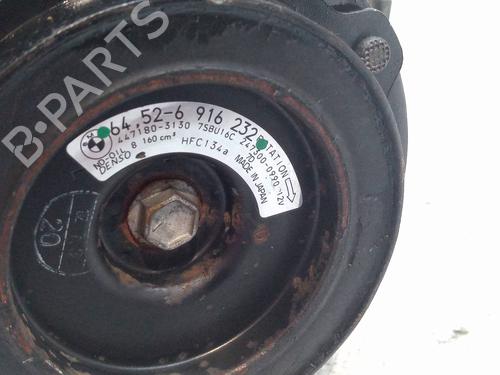 B-PARTS
64.52-6 916 232
ROTATION
447180-3130 7SBU16C
247300-0990 12V
ND-OIL 8 160 cm³ HFC134a
DENSO
MADE IN JAPAN
20